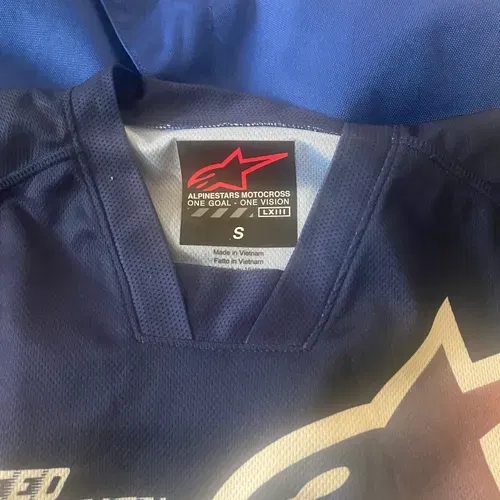 ALPINESTARS MOTOCROSS
ONE GOAL - ONE VISION
LXIII
S
Made in Vietnam
Fatto in Vietnam